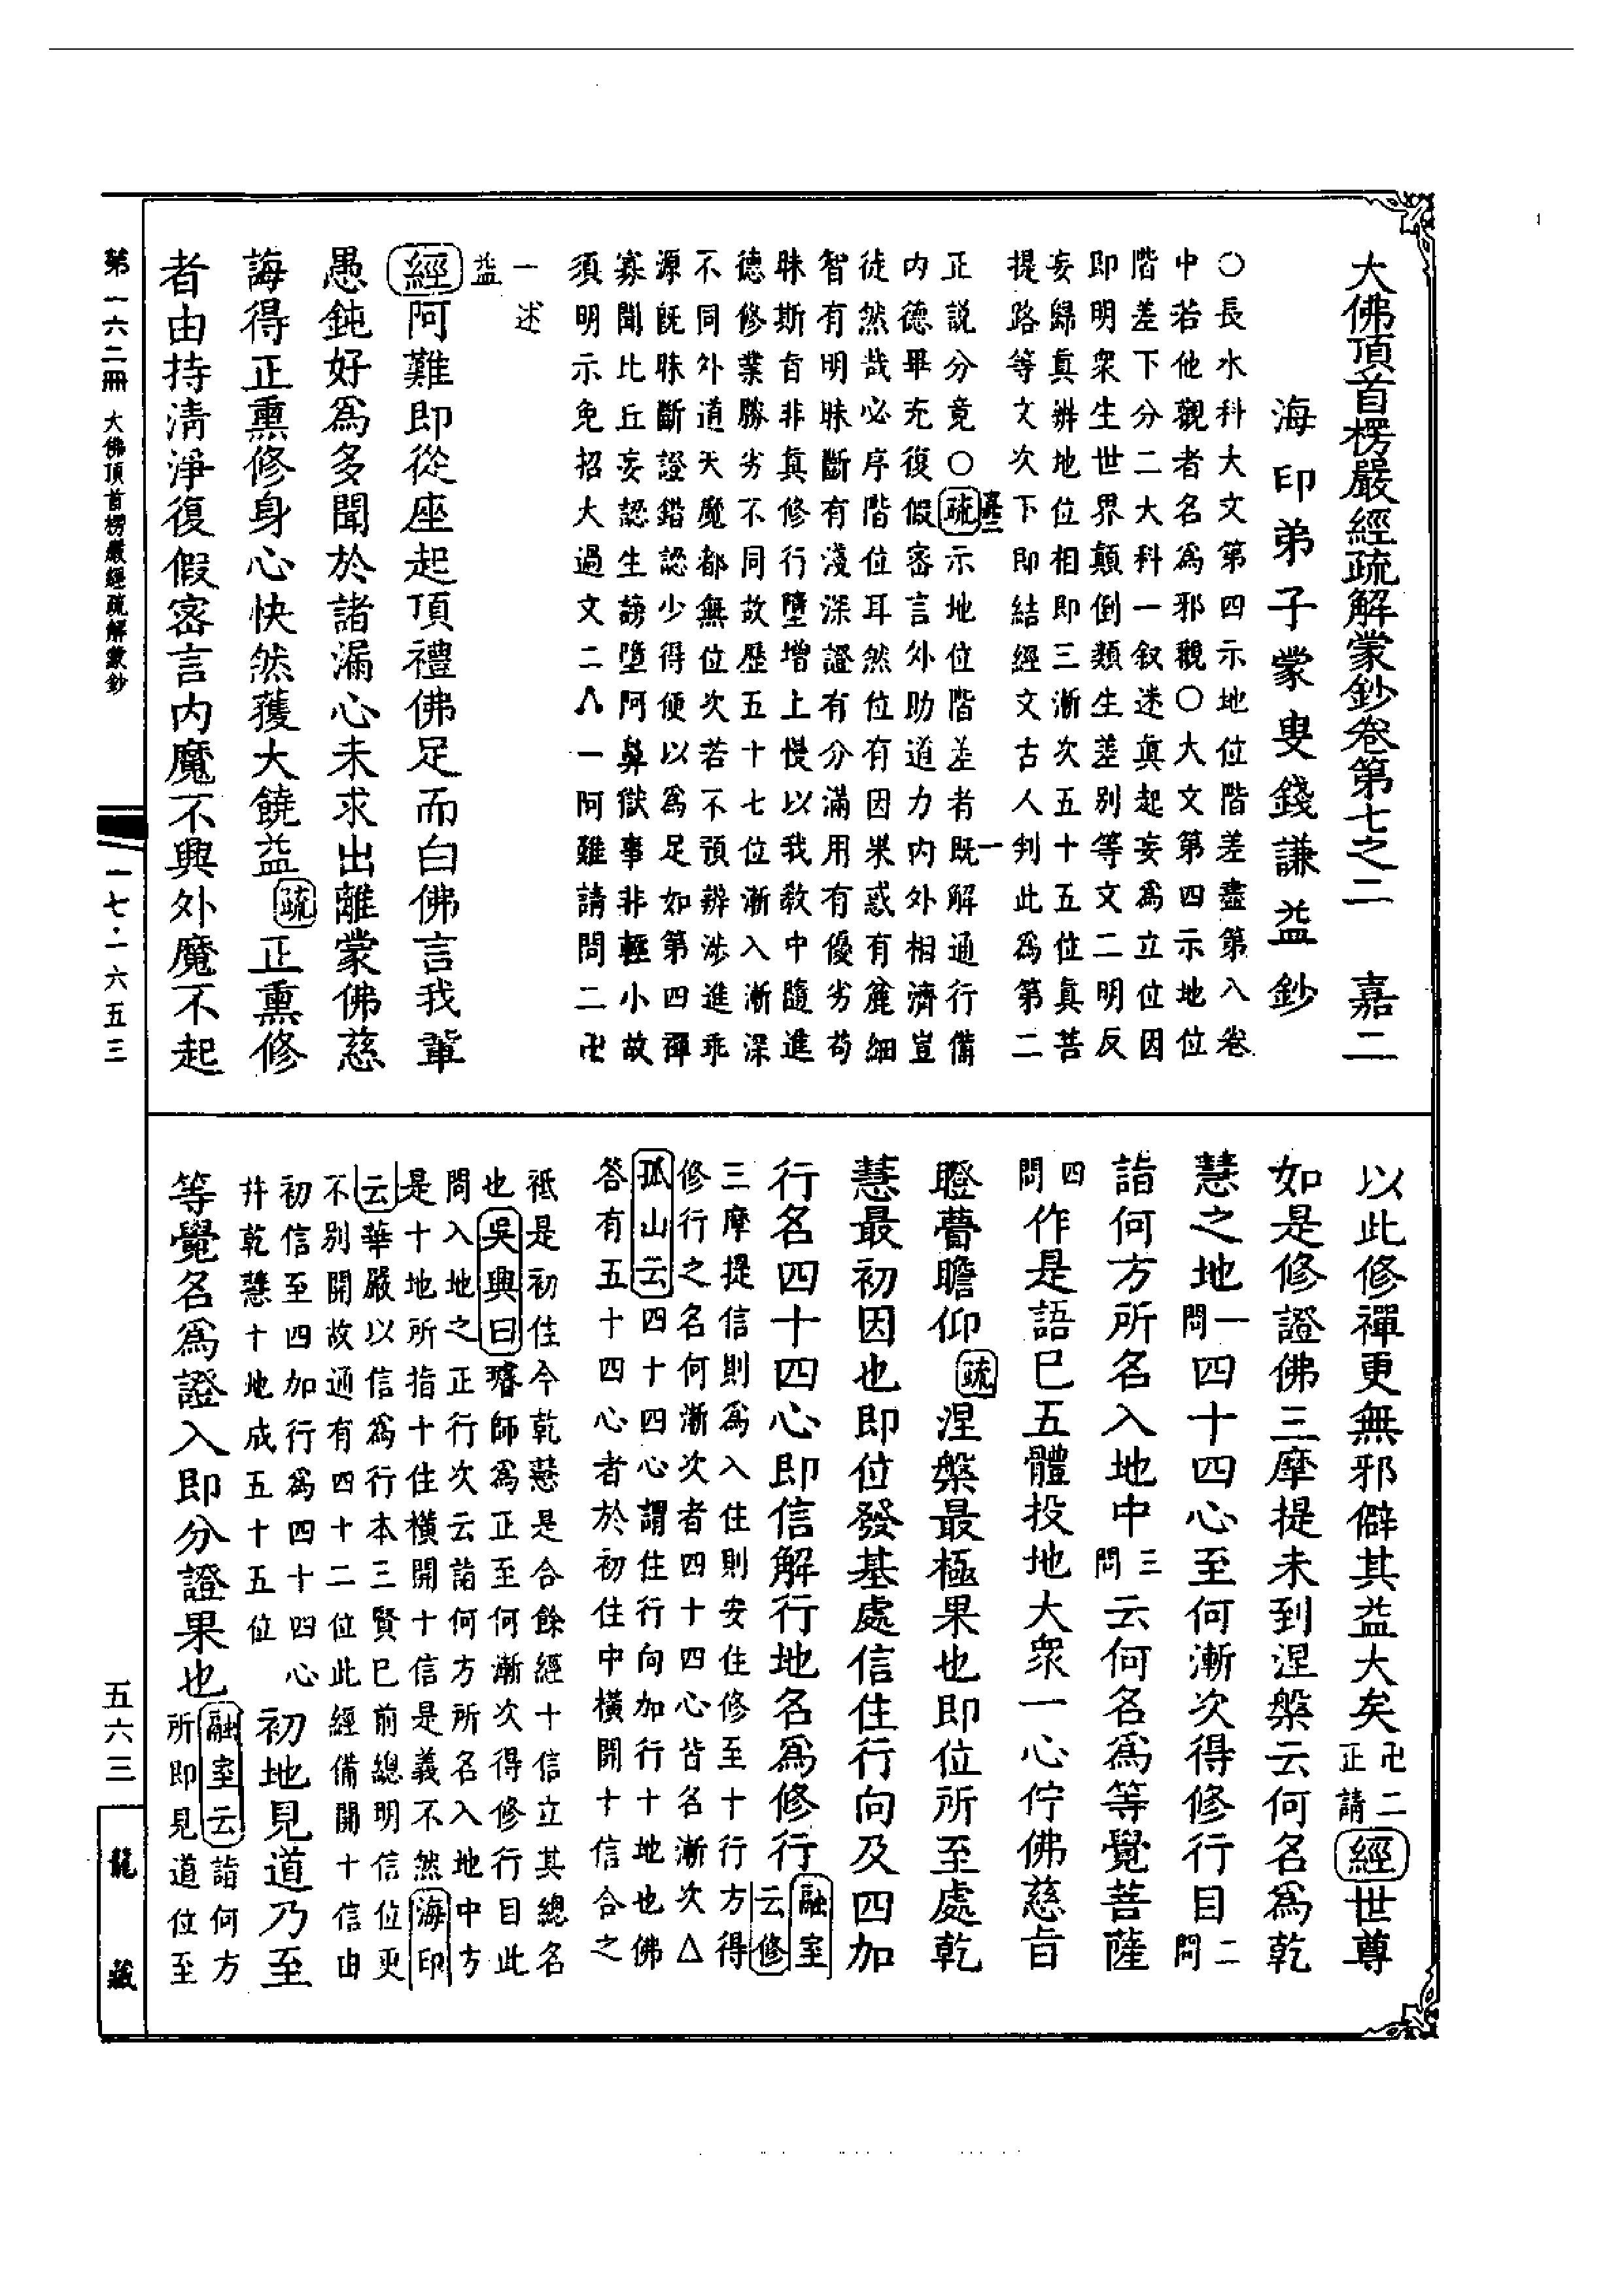 大佛頂首楞嚴經疏解蒙鈔卷第七之二　嘉二
海印弟子蒙叟錢謙益鈔
○長水科大文第四示地位階差盡第八卷
中若他觀者名為邪觀○大文第四示地位
階差下分二大科一敘迷真起妄為立位因
即明衆生世界顛倒類生差別等文二明反
妄歸真辨地位相即三漸次五十五位真菩
提路等文次下即結經文古人判此為第二
正説分竟○疏示地位階差者既解通行備
內德畢充復假密言外助道力內外相濟豈
徒然哉必序階位耳然位有因果惑有麁細
智有明昧斷有淺深證有分滿用有優劣苟
昧斯旨非真修行墮增上慢以我教中隨進
德修業勝劣不同故歷五十七位漸入漸深
不同外道天魔都無位次若不預辨涉進乖
源既昧斷證錯認少得便以為足如第四禪
寡聞比丘妄認生謗墮阿鼻獄事非輕小故
須明示免招大過文二八一阿難請問二卍
一述
益
經阿難即從座起頂禮佛足而白佛言我輩
愚鈍好為多聞於諸漏心未求出離蒙佛慈
誨得正熏修身心快然獲大饒益疏正熏修
者由持清淨復假密言內魔不興外魔不起
以此修禪更無邪僻其益大矣卍二正請經世尊
如是修證佛三摩提未到涅槃云何名為乾
慧之地一問四十四心至何漸次得修行目二問
詣何方所名入地中三問云何名為等覺菩薩
四問作是語已五體投地大衆一心佇佛慈旨
瞪瞢瞻仰疏涅槃最極果也即位所至處乾
慧最初因也即位發基處信住行向及四加
行名四十四心即信解行地名為修行融室云修
三摩提信則為入住則安住修至十行方得
修行之名何漸次者四十四心皆名漸次△
孤山云四十四心謂住行向加行十地也佛
答有五十四心者於初住中橫開十信合之
祗是初住今乾慧是合餘經十信立其總名
也吳興曰璿師為正至何漸次得修行目此
問入地之正行次云詣何方所名入地中方
是十地所指十住橫開十信是義不然海印
云華嚴以信為行本三賢已前總明信位更
不別開故通有四十二位此經備開十信由
初信至四加行為四十四心
幷乾慧十地成五十五位
初地見道乃至
等覺名為證入即分證果也融室云詣何方
所即見道位至
第一六二冊　大佛頂首楞嚴經疏解蒙鈔
一七·一六五三
五六三
龍藏